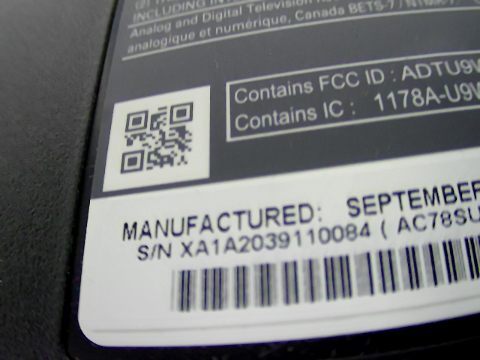 INCLUDING IN
Analog and Digital Television
analogique et numérique, Canada BETS-7 /
Contains FCC ID : ADTU9
Contains IC : 1178A-U9
MANUFACTURED: SEPTEMBER
S/N XA1A2039110084 ( AC78SU